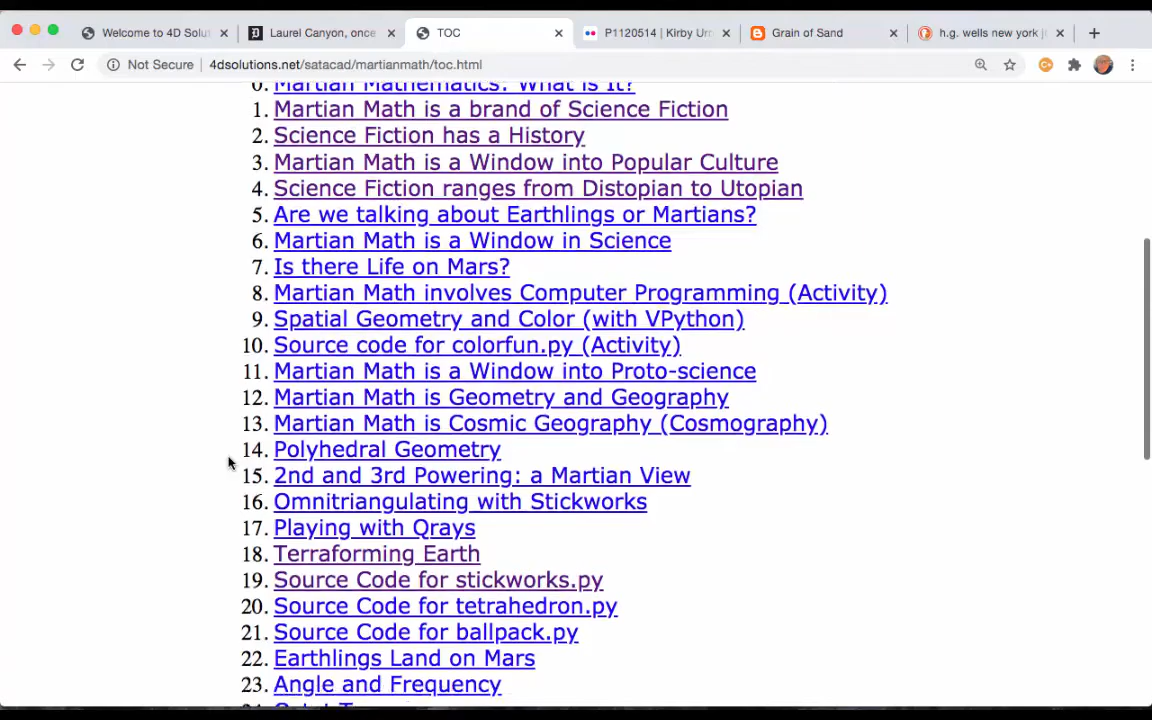 Welcome to 4D Solut
Laurel Canyon, once
TOC
P1120514 | Kirby Urn
Grain of Sand
h.g. wells new york j
Not Secure | 4dsolutions.net/satacad/martianmath/toc.html
0. Martian Mathematics: What is It?
1. Martian Math is a brand of Science Fiction
2. Science Fiction has a History
3. Martian Math is a Window into Popular Culture
4. Science Fiction ranges from Distopian to Utopian
5. Are we talking about Earthlings or Martians?
6. Martian Math is a Window in Science
7. Is there Life on Mars?
8. Martian Math involves Computer Programming (Activity)
9. Spatial Geometry and Color (with VPython)
10. Source code for colorfun.py (Activity)
11. Martian Math is a Window into Proto-science
12. Martian Math is Geometry and Geography
13. Martian Math is Cosmic Geography (Cosmography)
14. Polyhedral Geometry
15. 2nd and 3rd Powering: a Martian View
16. Omnitriangulating with Stickworks
17. Playing with Qrays
18. Terraforming Earth
19. Source Code for stickworks.py
20. Source Code for tetrahedron.py
21. Source Code for ballpack.py
22. Earthlings Land on Mars
23. Angle and Frequency